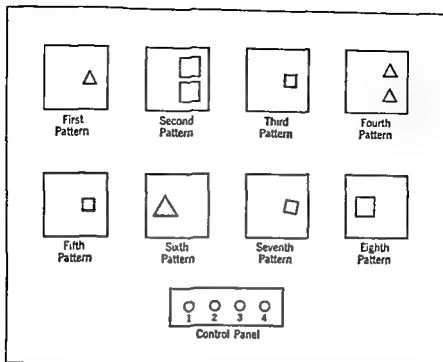 First
Pattern
Second
Pattern
Third
Pattern
Fourth
Pattern
Fifth
Pattern
Sixth
Pattern
Seventh
Pattern
Eighth
Pattern
1 2 3 4
Control Panel